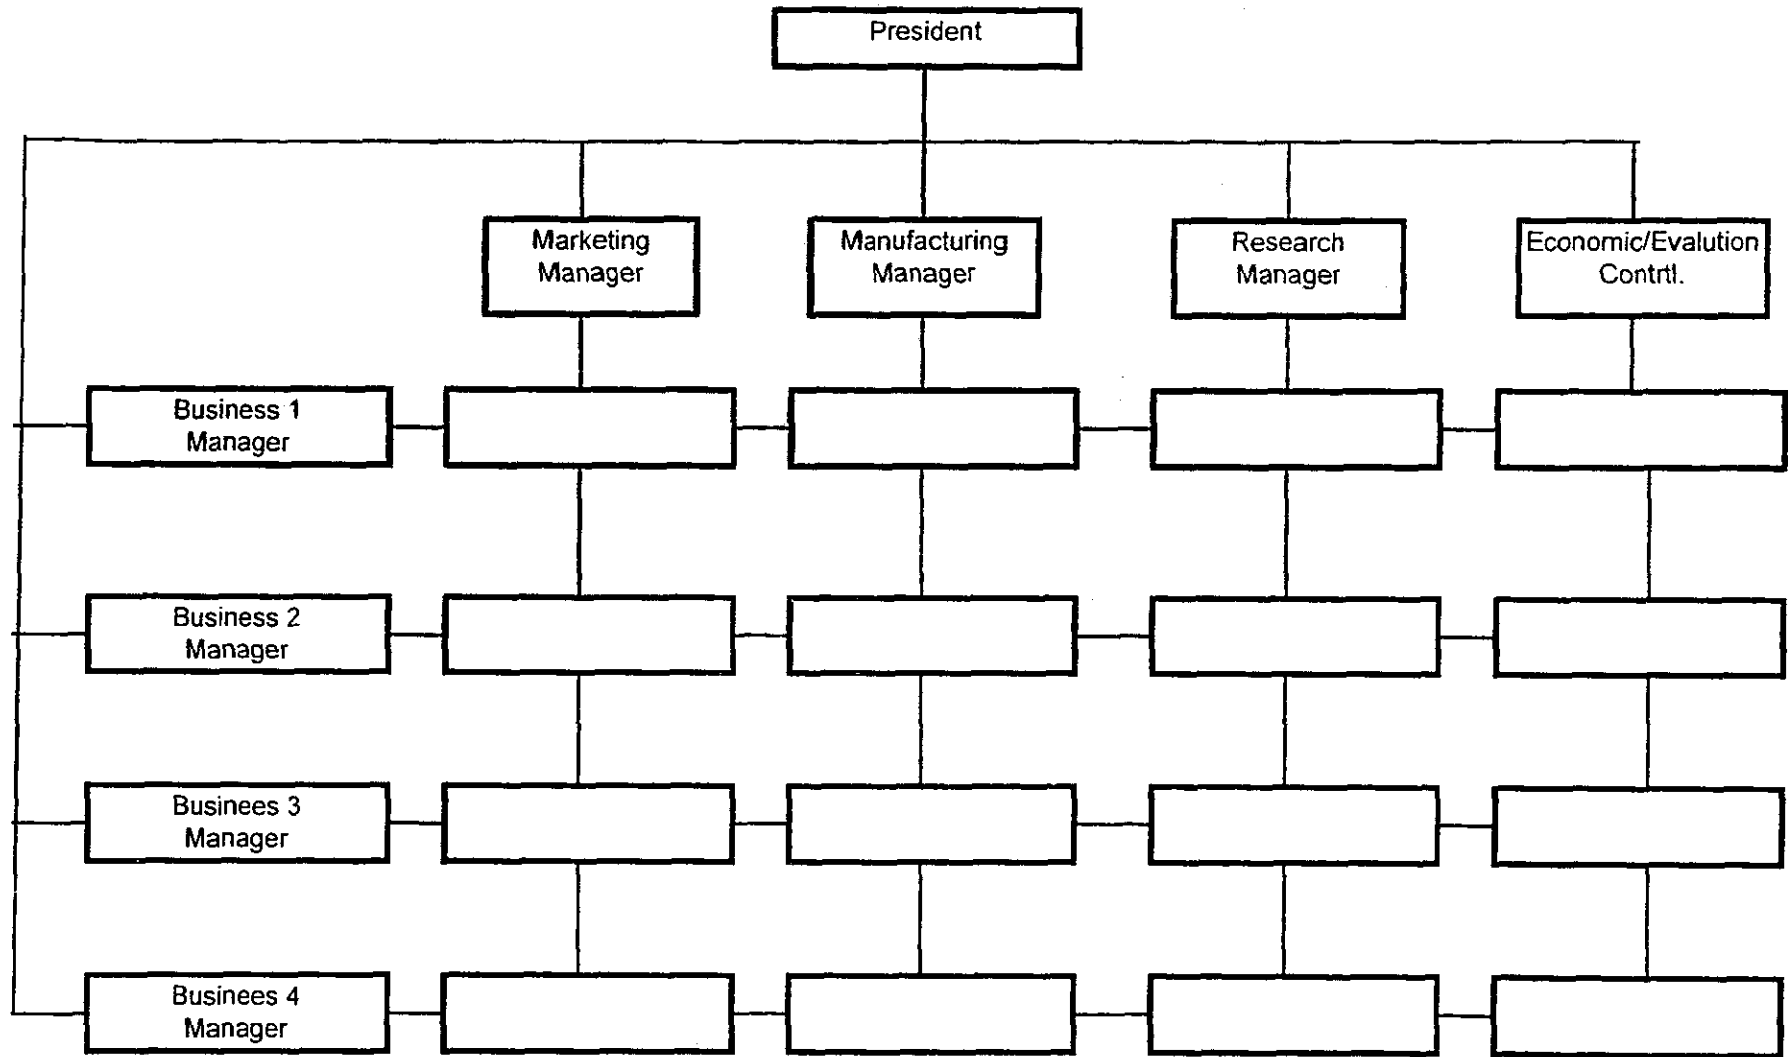 President
Marketing
Manager
Manufacturing
Manager
Research
Manager
Economic/Evalution
Contrtl.
Business 1
Manager
Business 2
Manager
Businees 3
Manager
Businees 4
Manager